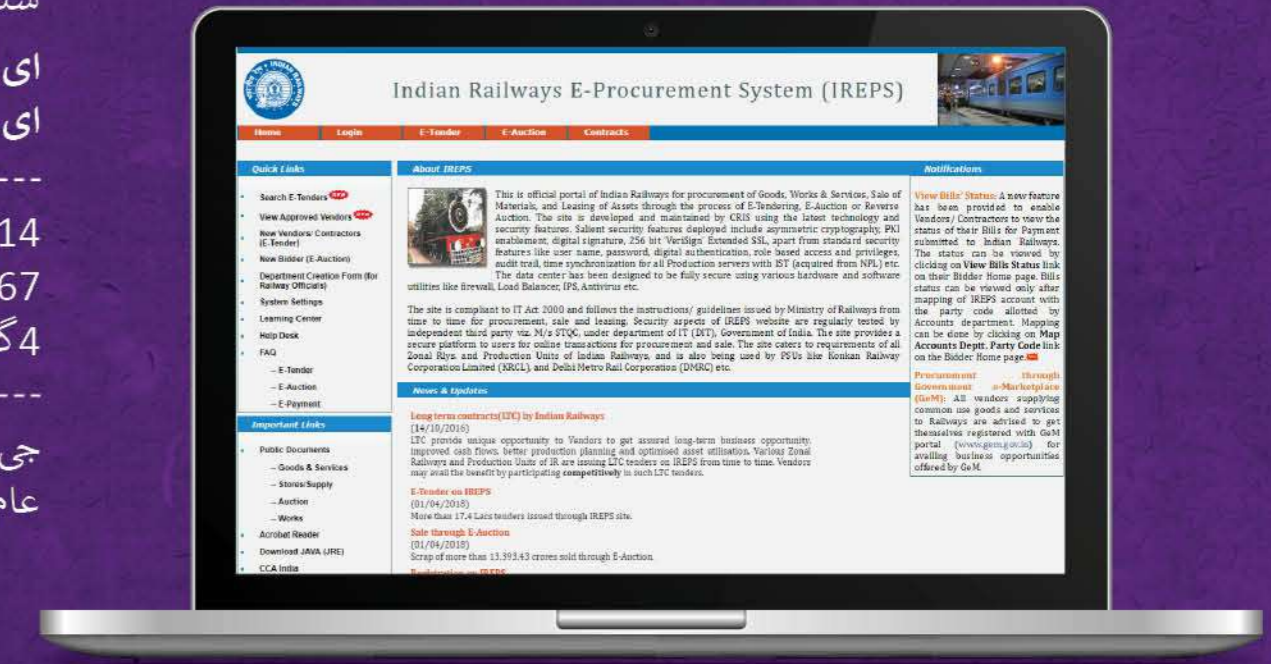 ای
ای
14
67
4گ
جی
Indian Railways E-Procurement System (IREPS)
Home Login E-Tender E-Auction Contracts
Quick Links
Search E-Tenders
View Approved Vendors
New Vendors/ Contractors
(E-Tender)
New Bidder (E-Auction)
Department Creation Form (for
Railway Officials)
System Settings
Learning Center
Help Desk
FAQ
– E-Tender
– E-Auction
– E-Payment
Important Links
Public Documents
– Goods & Services
– Stores/Supply
– Auction
– Works
Acrobat Reader
Download JAVA (JRE)
CCA India
About IREPS
This is official portal of Indian Railways for procurement of Goods, Works & Services, Sale of
Materials, and Leasing of Assets through the process of E-Tendering, E-Auction or Reverse
Auction. The site is developed and maintained by CRIS using the latest technology and
security features. Salient security features deployed include asymmetric cryptography, PKI
enablement, digital signature, 256 bit 'VeriSign' Extended SSL, apart from standard security
features like user name, password, digital authentication, role based access and privileges,
audit trail, time synchronization for all Production servers with IST (acquired from NPL) etc.
The data center has been designed to be fully secure using various hardware and software
utilities like firewall, Load Balancer, IPS, Antivirus etc.
The site is compliant to IT Act 2000 and follows the instructions/ guidelines issued by Ministry of Railways from
time to time for procurement, sale and leasing. Security aspects of IREPS website are regularly tested by
independent third party viz. M/s STQC, under department of IT (DIT), Government of India. The site provides a
secure platform to users for online transactions for procurement and sale. The site caters to requirements of all
Zonal Rlys. and Production Units of Indian Railways, and is also being used by PSUs like Konkan Railway
Corporation Limited (KRCL), and Delhi Metro Rail Corporation (DMRC) etc.
News & Updates
Long term contracts(LTC) by Indian Railways
(14/10/2016)
LTC provide unique opportunity to Vendors to get assured long-term business opportunity,
improved cash flows, better production planning and optimised asset utilisation. Various Zonal
Railways and Production Units of IR are issuing LTC tenders on IREPS from time to time. Vendors
may avail the benefit by participating competitively in such LTC tenders.
E-Tender on IREPS
(01/04/2018)
More than 17.4 Lacs tenders issued through IREPS site.
Sale through E-Auction
(01/04/2018)
Scrap of more than 13,393.43 crores sold through E-Auction
Registration on IREPS
Notifications
View Bills' Status: A new feature
has been provided to enable
Vendors/ Contractors to view the
status of their Bills for Payment
submitted to Indian Railways.
The status can be viewed by
clicking on View Bills Status link
on their Bidder Home page. Bills
status can be viewed only after
mapping of IREPS account with
the party code allotted by
Accounts department. Mapping
can be done by clicking on Map
Accounts Deptt. Party Code link
on the Bidder Home page.
Procurement through
Government e-Marketplace
(GeM): All vendors supplying
common use goods and services
to Railways are advised to get
themselves registered with GeM
portal (www.gem.gov.in) for
availing business opportunities
offered by GeM.